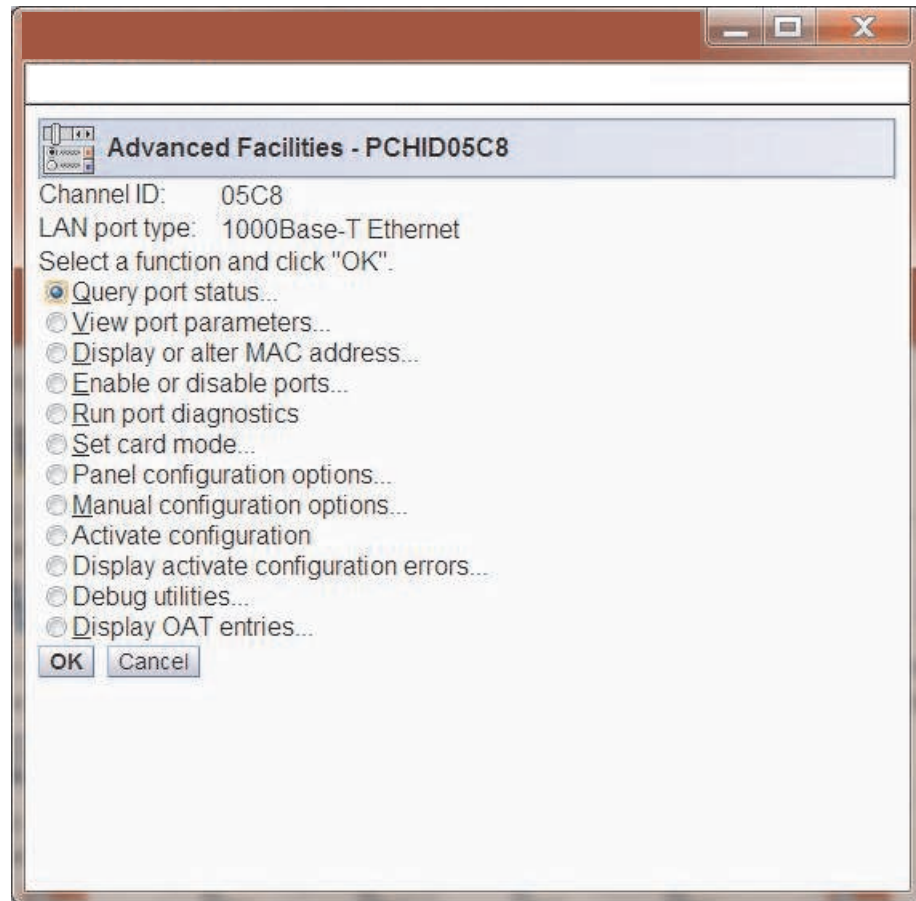 Advanced Facilities - PCHID05C8
Channel ID: 05C8
LAN port type: 1000Base-T Ethernet
Select a function and click "OK".
Query port status...
View port parameters...
Display or alter MAC address...
Enable or disable ports...
Run port diagnostics
Set card mode...
Panel configuration options...
Manual configuration options...
Activate configuration
Display activate configuration errors...
Debug utilities...
Display OAT entries...
OK Cancel